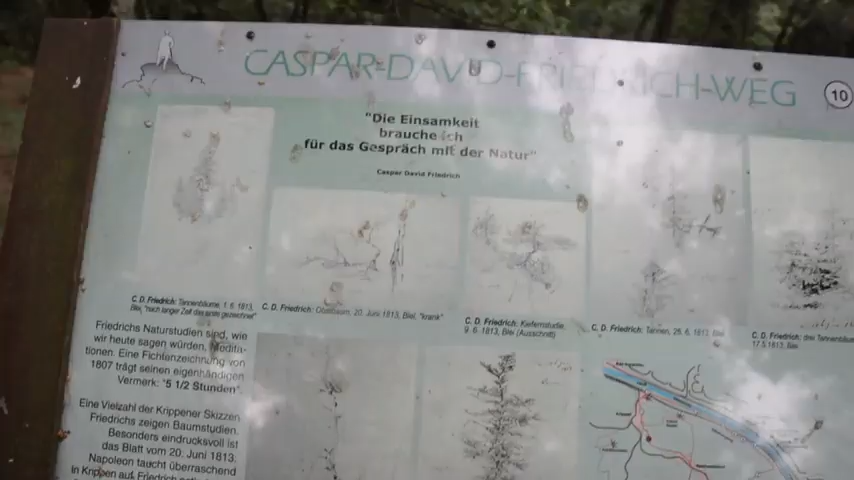 CASPAR-DAVID-FRIEDRICH-WEG
10
"Die Einsamkeit
brauche ich
für das Gespräch mit der Natur"
Caspar David Friedrich
C. D. Friedrich: Tannenbäume, 1. 6. 1813,
Blei, "nach langer Zeit das erste gezeichnet"
C. D. Friedrich: 20. Juni 1813, Blei, "krank"
C. D. Friedrich: Kiefernstudie,
9. 6. 1813, Blei (Ausschnitt)
C. D. Friedrich: Tannen, 26. 6. 1813, Blei
C. D. Friedrich: drei Tannenbäume
17.5.1813, Blei
Friedrichs Naturstudien sind, wie
wir heute sagen würden, Medita-
tionen. Eine Fichtenzeichnung von
1807 trägt seinen eigenhändigen
Vermerk: "5 1/2 Stunden".
Eine Vielzahl der Krippener Skizzen
Friedrichs zeigen Baumstudien.
Besonders eindrucksvoll ist
das Blatt vom 20. Juni 1813:
Napoleon taucht überraschend
in Krippen auf. Friedrich